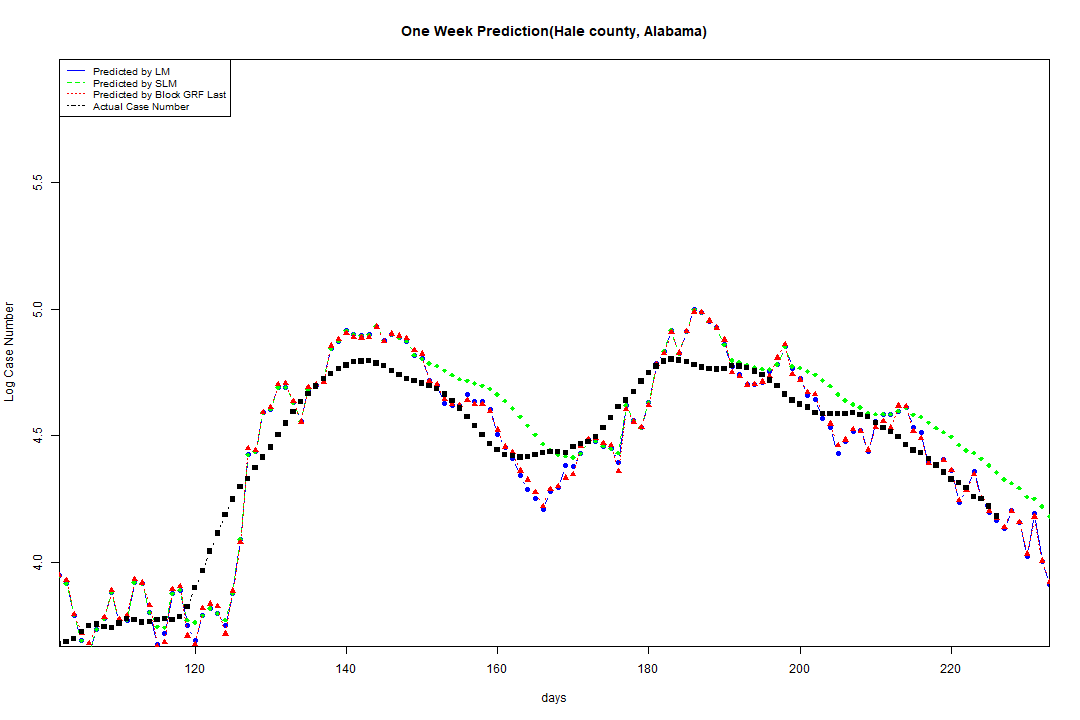 One Week Prediction(Hale county, Alabama)
Predicted by LM
Predicted by SLM
Predicted by Block GRF Last
Actual Case Number
5.5
5.0
4.5
4.0
Log Case Number
120 140 160 180 200 220
days